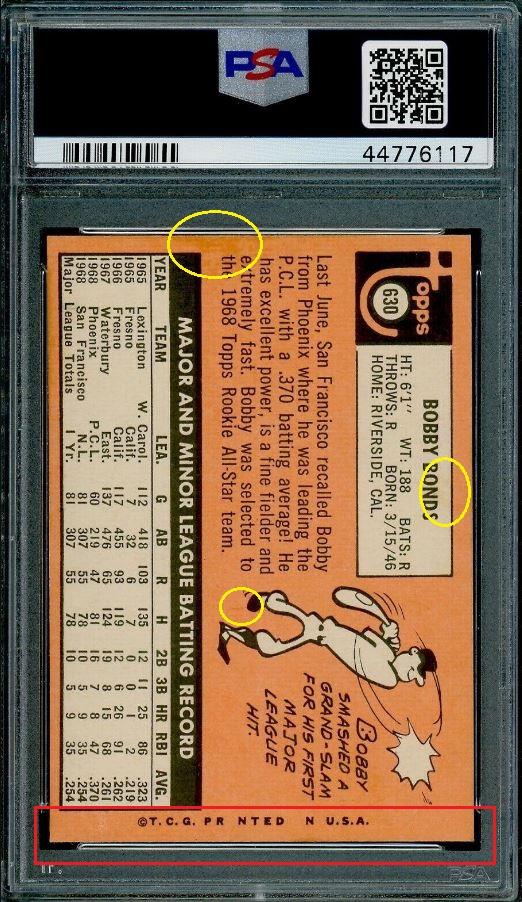 PSA
44776117
Topps
630
BOBBY BONDS
HT: 6'1" WT: 188 BATS: R
THROWS: R BORN: 3/15/46
HOME: RIVERSIDE, CAL.
Last June, San Francisco recalled Bobby
from Phoenix where he was leading the
P.C.L. with a .370 batting average! He
has excellent power, is a fine fielder and
extremely fast. Bobby was selected to
the 1968 Topps Rookie All-Star team.
BOBBY
SMASHED A
GRAND-SLAM
FOR HIS FIRST
MAJOR
LEAGUE
HIT.
MAJOR AND MINOR LEAGUE BATTING RECORD
YEAR TEAM LEA. G AB R H 2B 3B HR RBI AVG.
1965 Lexington W. Carol. 112 418 103 135 12 11 25 86 .323
1965 Fresno Calif. 7 32 6 7 0 0 1 2 .219
1966 Fresno Calif. 117 455 93 119 12 6 26 91 .262
1967 Waterbury East. 137 476 65 124 19 8 15 68 .261
1968 Phoenix P.C.L. 60 219 47 81 16 7 8 47 .370
1968 San Francisco N.L. 81 307 55 78 10 5 9 35 .254
Major League Totals 1 Yr. 81 307 55 78 10 5 9 35 .254
©T.C.G. PR NTED N U.S.A.
PSA